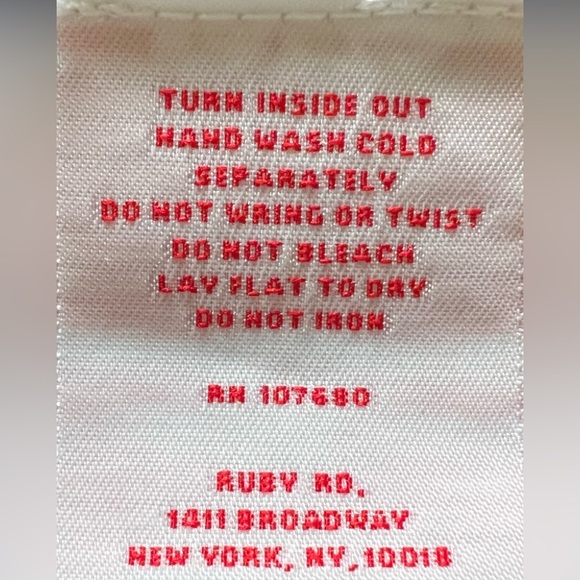 TURN INSIDE OUT
HAND WASH COLD
SEPARATELY
DO NOT WRING OR TWIST
DO NOT BLEACH
LAY FLAT TO DRY
DO NOT IRON
RN 107680
RUBY RD.
1411 BROADWAY
NEW YORK, NY, 10018